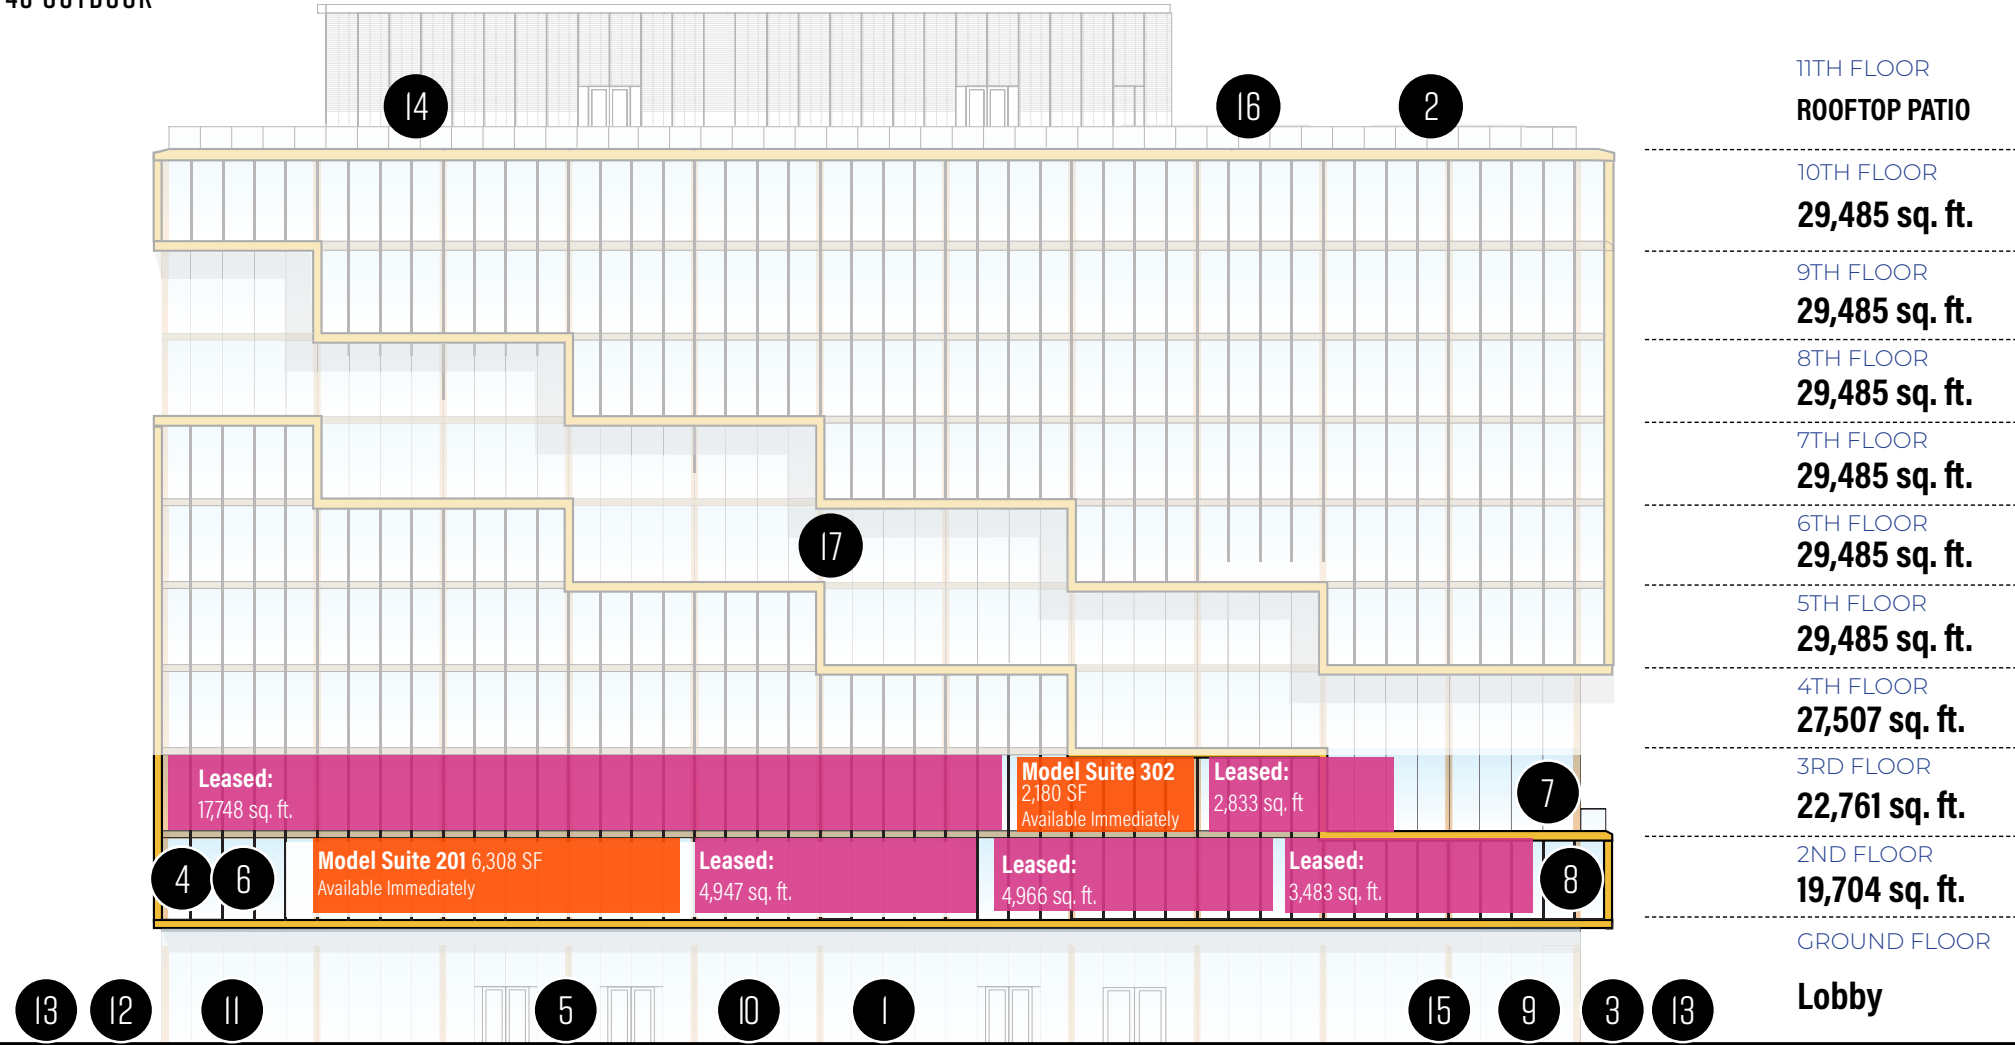 14
16
2
11TH FLOOR
ROOFTOP PATIO
10TH FLOOR
29,485 sq. ft.
9TH FLOOR
29,485 sq. ft.
8TH FLOOR
29,485 sq. ft.
7TH FLOOR
29,485 sq. ft.
17
6TH FLOOR
29,485 sq. ft.
5TH FLOOR
29,485 sq. ft.
4TH FLOOR
27,507 sq. ft.
Leased:
17,748 sq. ft.
Model Suite 302
2,180 SF
Available Immediately
Leased:
2,833 sq. ft
7
3RD FLOOR
22,761 sq. ft.
4
6
Model Suite 201 6,308 SF
Available Immediately
Leased:
4,947 sq. ft.
Leased:
4,966 sq. ft.
Leased:
3,483 sq. ft.
8
2ND FLOOR
19,704 sq. ft.
GROUND FLOOR
Lobby
13
12
11
5
10
1
15
9
3
13